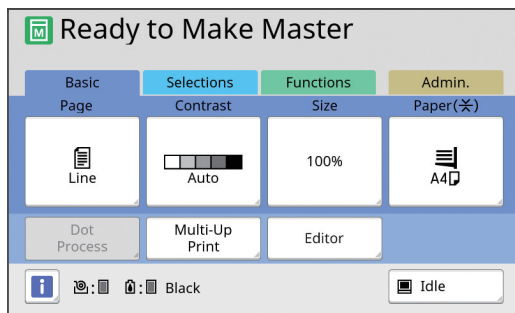 M Ready to Make Master
Basic Selections Functions Admin.
Page Contrast Size Paper(⚹)
Line Auto 100% A4
Dot Process
Multi-Up Print
Editor
i : : Black Idle